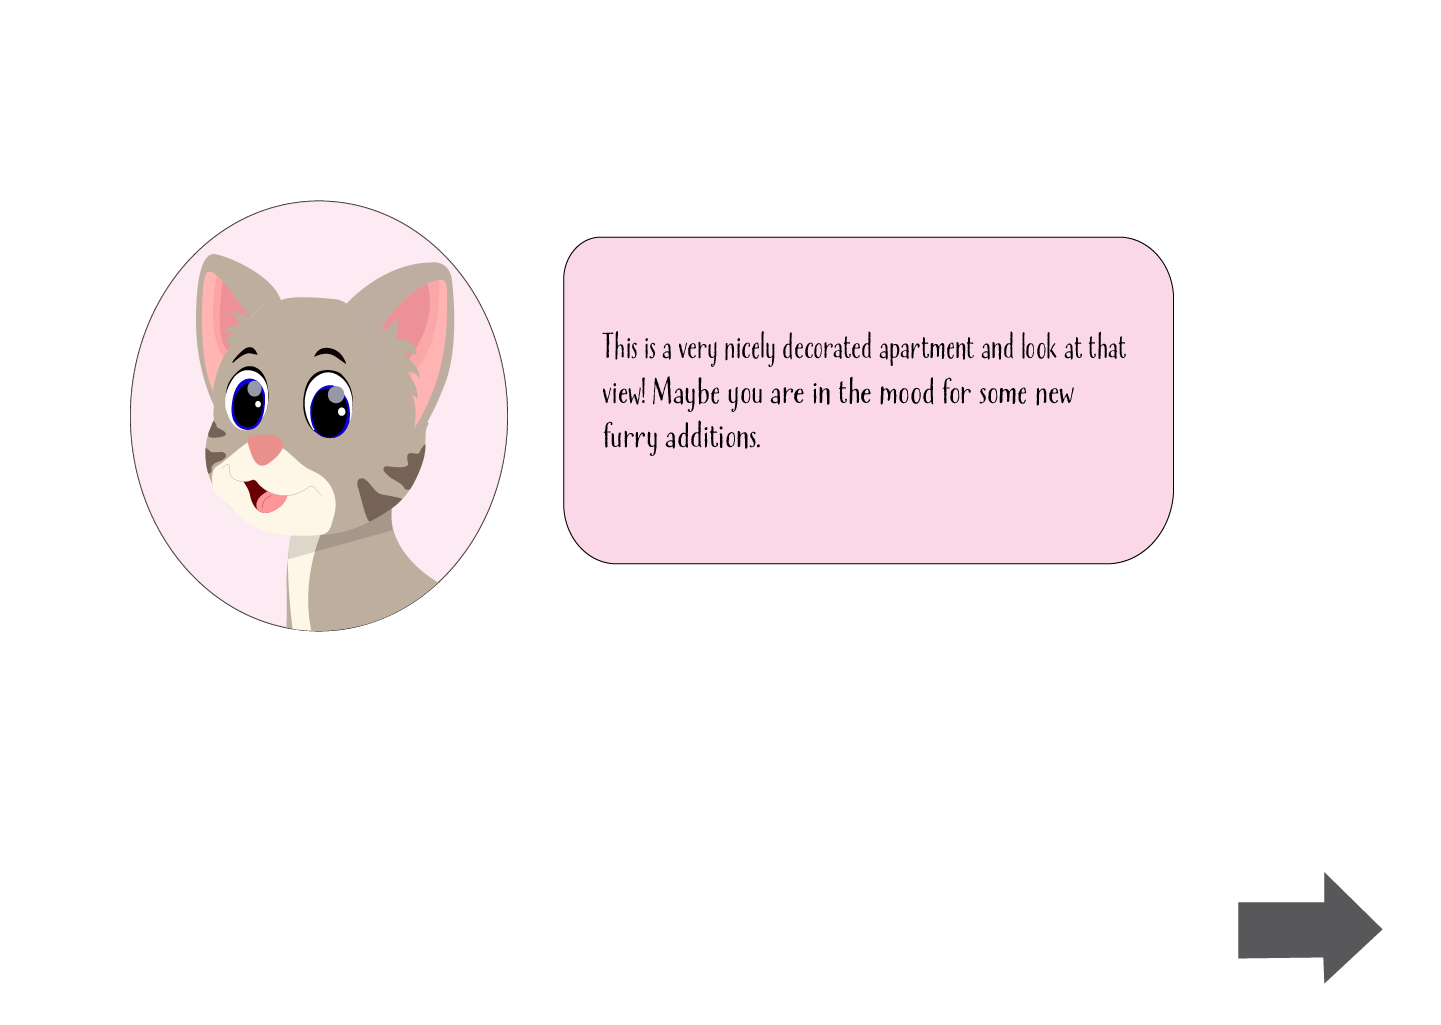 This is a very nicely decorated apartment and look at that
view! Maybe you are in the mood for some new
furry additions.